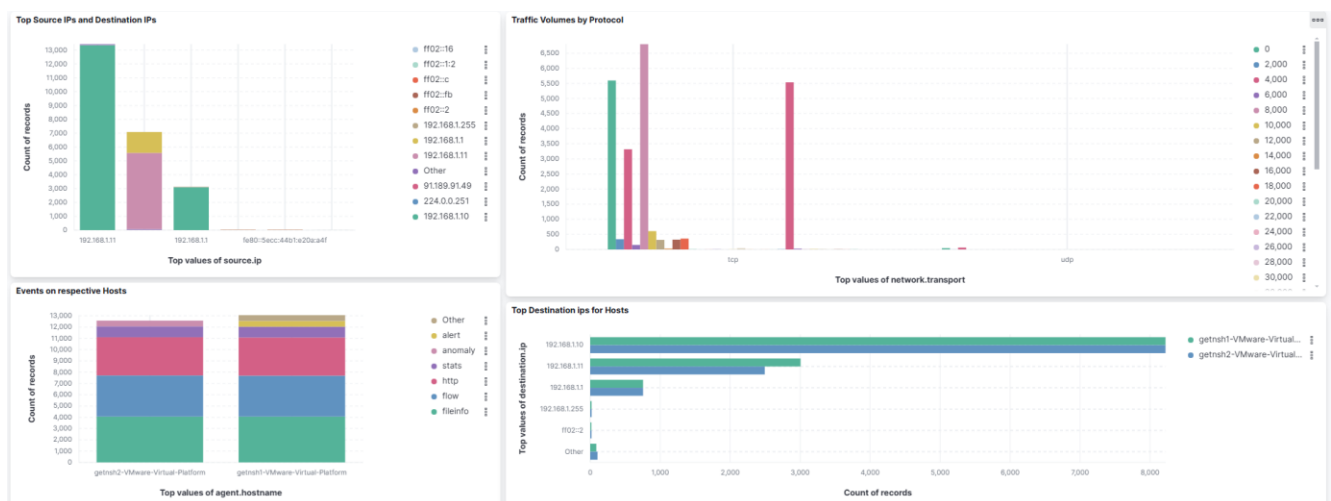 Top Source IPs and Destination IPs
13,000
12,000
11,000
10,000
9,000
8,000
7,000
6,000
5,000
4,000
3,000
2,000
1,000
0
Count of records
192.168.1.11
192.168.1.1
fe80::5ecc:44b1:e20a:a4f
Top values of source.ip
ff02::16
ff02::1:2
ff02::c
ff02::fb
ff02::2
192.168.1.255
192.168.1.1
192.168.1.11
Other
91.189.91.49
224.0.0.251
192.168.1.10
Traffic Volumes by Protocol
6,500
6,000
5,500
5,000
4,500
4,000
3,500
3,000
2,500
2,000
1,500
1,000
500
0
Count of records
tcp
udp
Top values of network.transport
0
2,000
4,000
6,000
8,000
10,000
12,000
14,000
16,000
18,000
20,000
22,000
24,000
26,000
28,000
30,000
Events on respective Hosts
13,000
12,000
11,000
10,000
9,000
8,000
7,000
6,000
5,000
4,000
3,000
2,000
1,000
0
Count of records
getnsh2-VMware-Virtual-Platform
getnsh1-VMware-Virtual-Platform
Top values of agent.hostname
Other
alert
anomaly
stats
http
flow
fileinfo
Top Destination ips for Hosts
Top values of destination.ip
192.168.1.10
192.168.1.11
192.168.1.1
192.168.1.255
ff02::2
Other
0
1,000
2,000
3,000
4,000
5,000
6,000
7,000
8,000
Count of records
getnsh1-VMware-Virtual...
getnsh2-VMware-Virtual...